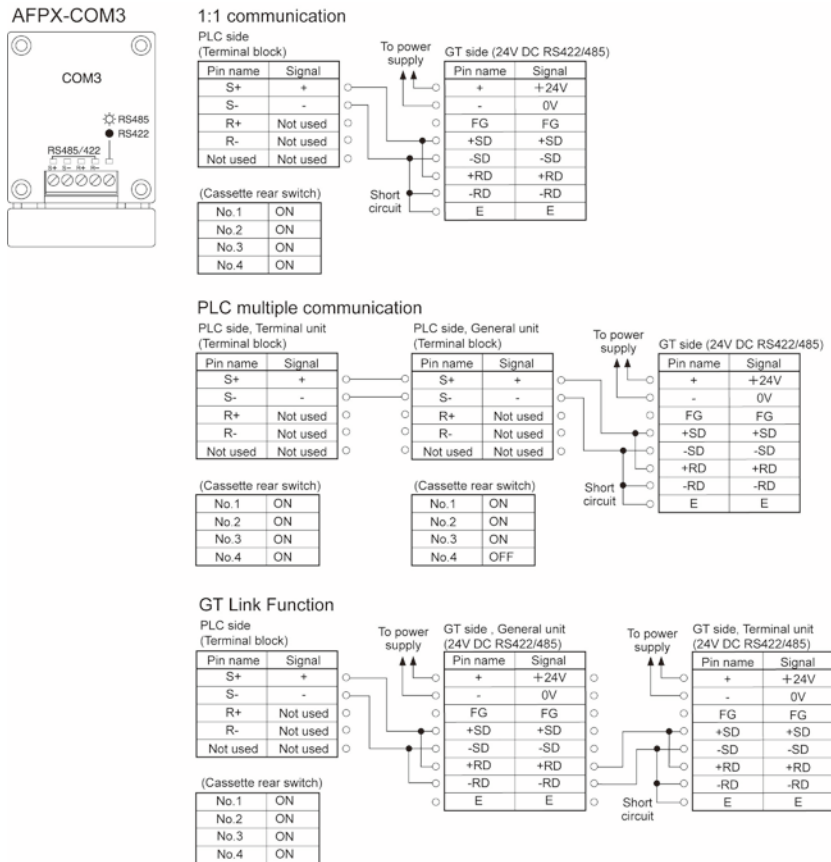 AFPX-COM3
COM3
RS485
RS422
RS485/422
S+ S- R+ R-
1:1 communication
PLC side
(Terminal block)
Pin name Signal
S+ +
S- -
R+ Not used
R- Not used
Not used Not used
(Cassette rear switch)
No.1 ON
No.2 ON
No.3 ON
No.4 ON
To power
supply
Short
circuit
GT side (24V DC RS422/485)
Pin name Signal
+ +24V
- 0V
FG FG
+SD +SD
-SD -SD
+RD +RD
-RD -RD
E E
PLC multiple communication
PLC side, Terminal unit
(Terminal block)
Pin name Signal
S+ +
S- -
R+ Not used
R- Not used
Not used Not used
(Cassette rear switch)
No.1 ON
No.2 ON
No.3 ON
No.4 ON
PLC side, General unit
(Terminal block)
Pin name Signal
S+ +
S- -
R+ Not used
R- Not used
Not used Not used
(Cassette rear switch)
No.1 ON
No.2 ON
No.3 ON
No.4 OFF
To power
supply
Short
circuit
GT side (24V DC RS422/485)
Pin name Signal
+ +24V
- 0V
FG FG
+SD +SD
-SD -SD
+RD +RD
-RD -RD
E E
GT Link Function
PLC side
(Terminal block)
Pin name Signal
S+ +
S- -
R+ Not used
R- Not used
Not used Not used
(Cassette rear switch)
No.1 ON
No.2 ON
No.3 ON
No.4 ON
To power
supply
GT side , General unit
(24V DC RS422/485)
Pin name Signal
+ +24V
- 0V
FG FG
+SD +SD
-SD -SD
+RD +RD
-RD -RD
E E
To power
supply
Short
circuit
GT side, Terminal unit
(24V DC RS422/485)
Pin name Signal
+ +24V
- 0V
FG FG
+SD +SD
-SD -SD
+RD +RD
-RD -RD
E E